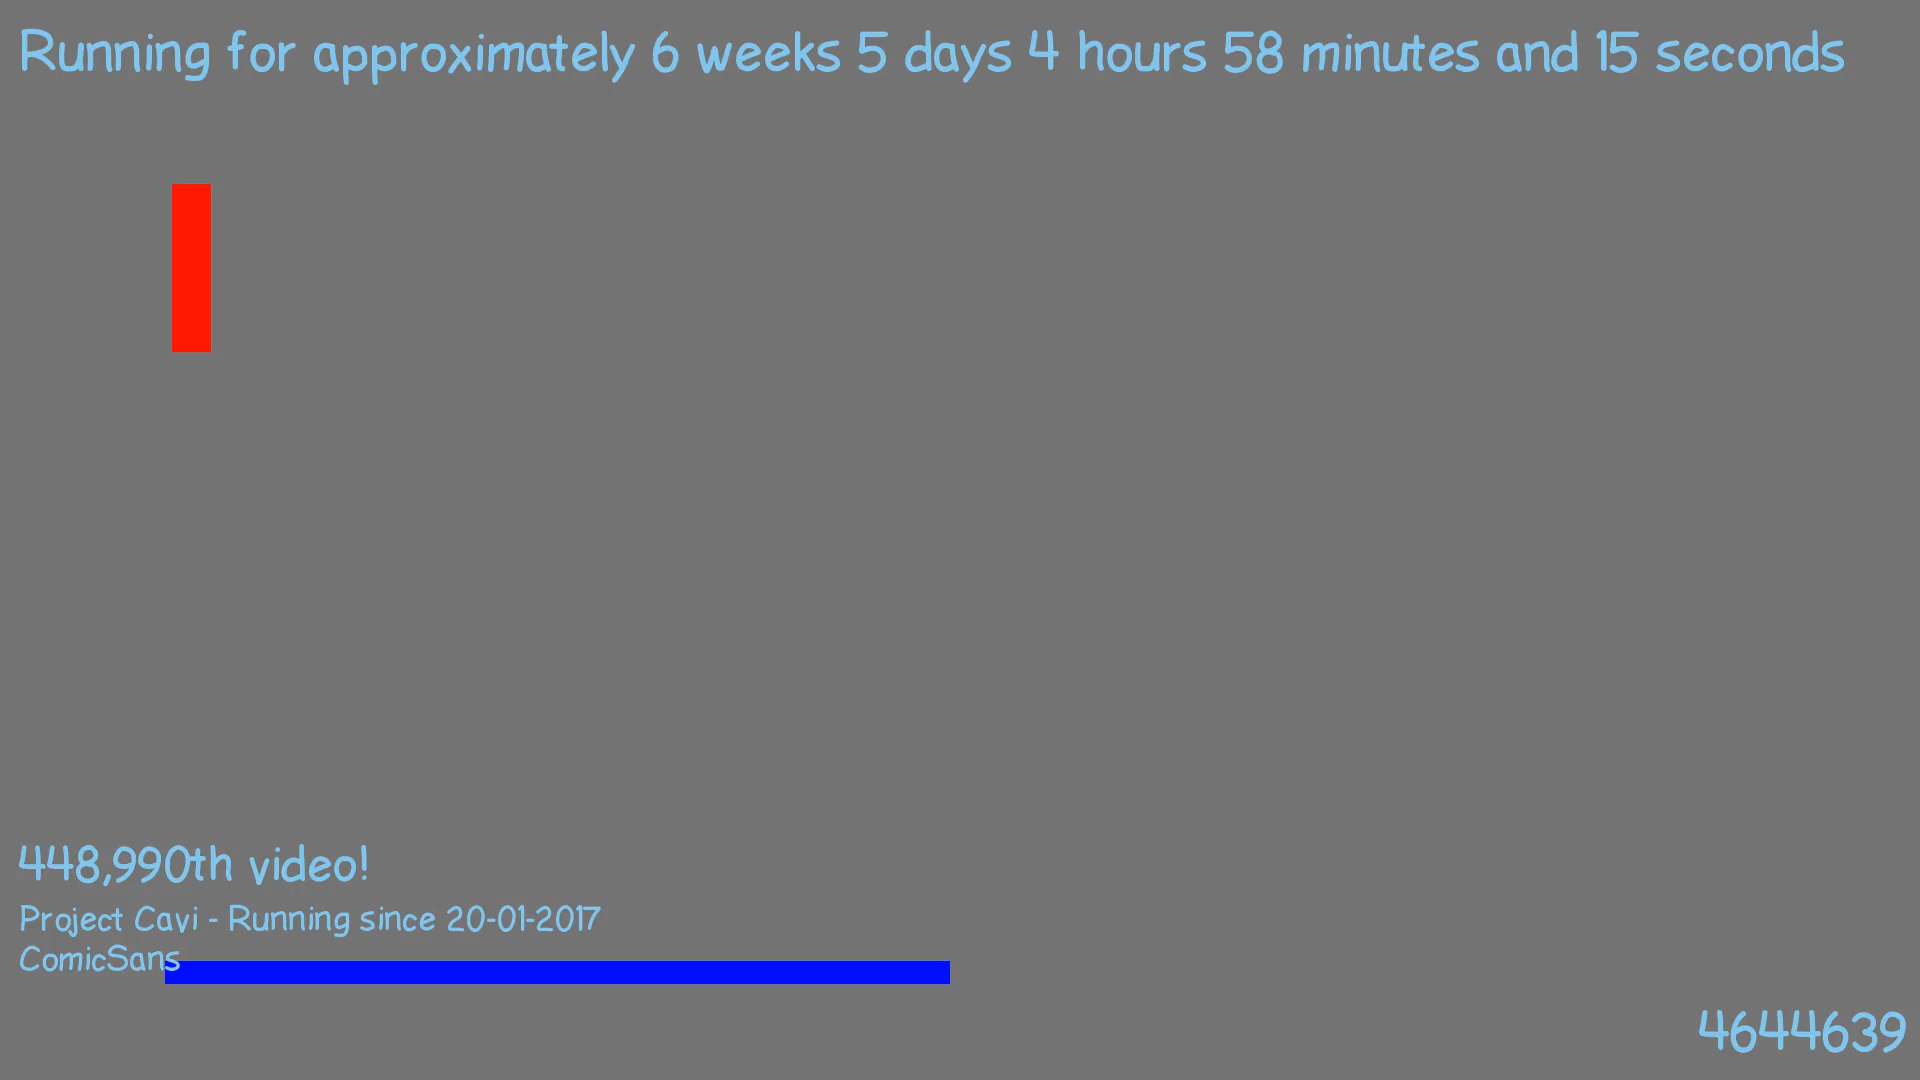 Running for approximately 6 weeks 5 days 4 hours 58 minutes and 15 seconds
448,990th video!
Project Cavi - Running since 20-01-2017
ComicSans
4644639